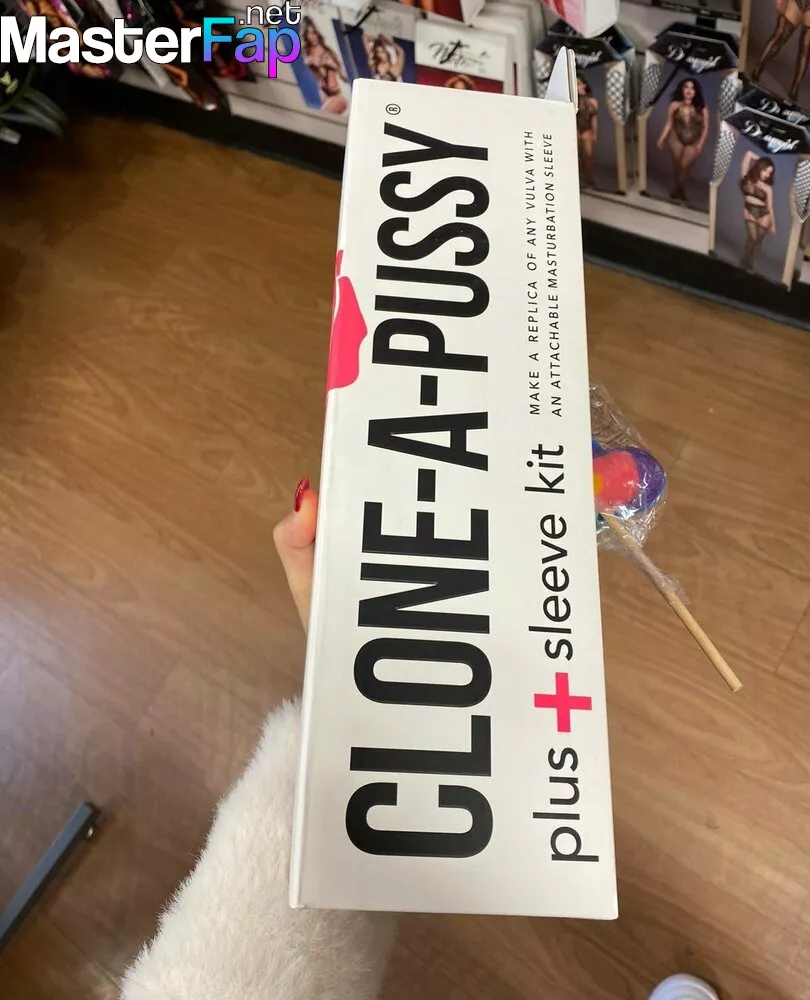 MasterFap
.net
CLONE-A-PUSSY®
plus + sleeve kit
MAKE A REPLICA OF ANY VULVA WITH
AN ATTACHABLE MASTURBATION SLEEVE